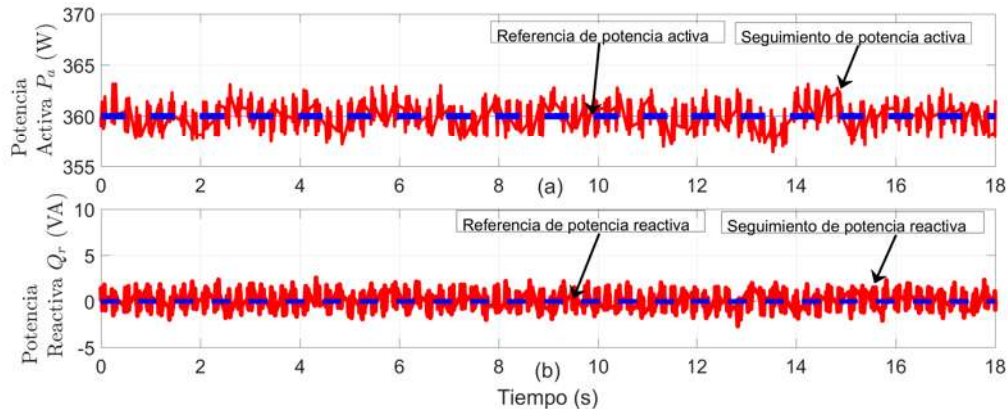 370
365
360
355
Potencia
Activa Pₐ (W)
Referencia de potencia activa
Seguimiento de potencia activa
0 2 4 6 8 10 12 14 16 18
(a)
10
5
0
-5
Potencia
Reactiva Qᵣ (VA)
Referencia de potencia reactiva
Seguimiento de potencia reactiva
0 2 4 6 8 10 12 14 16 18
(b)
Tiempo (s)